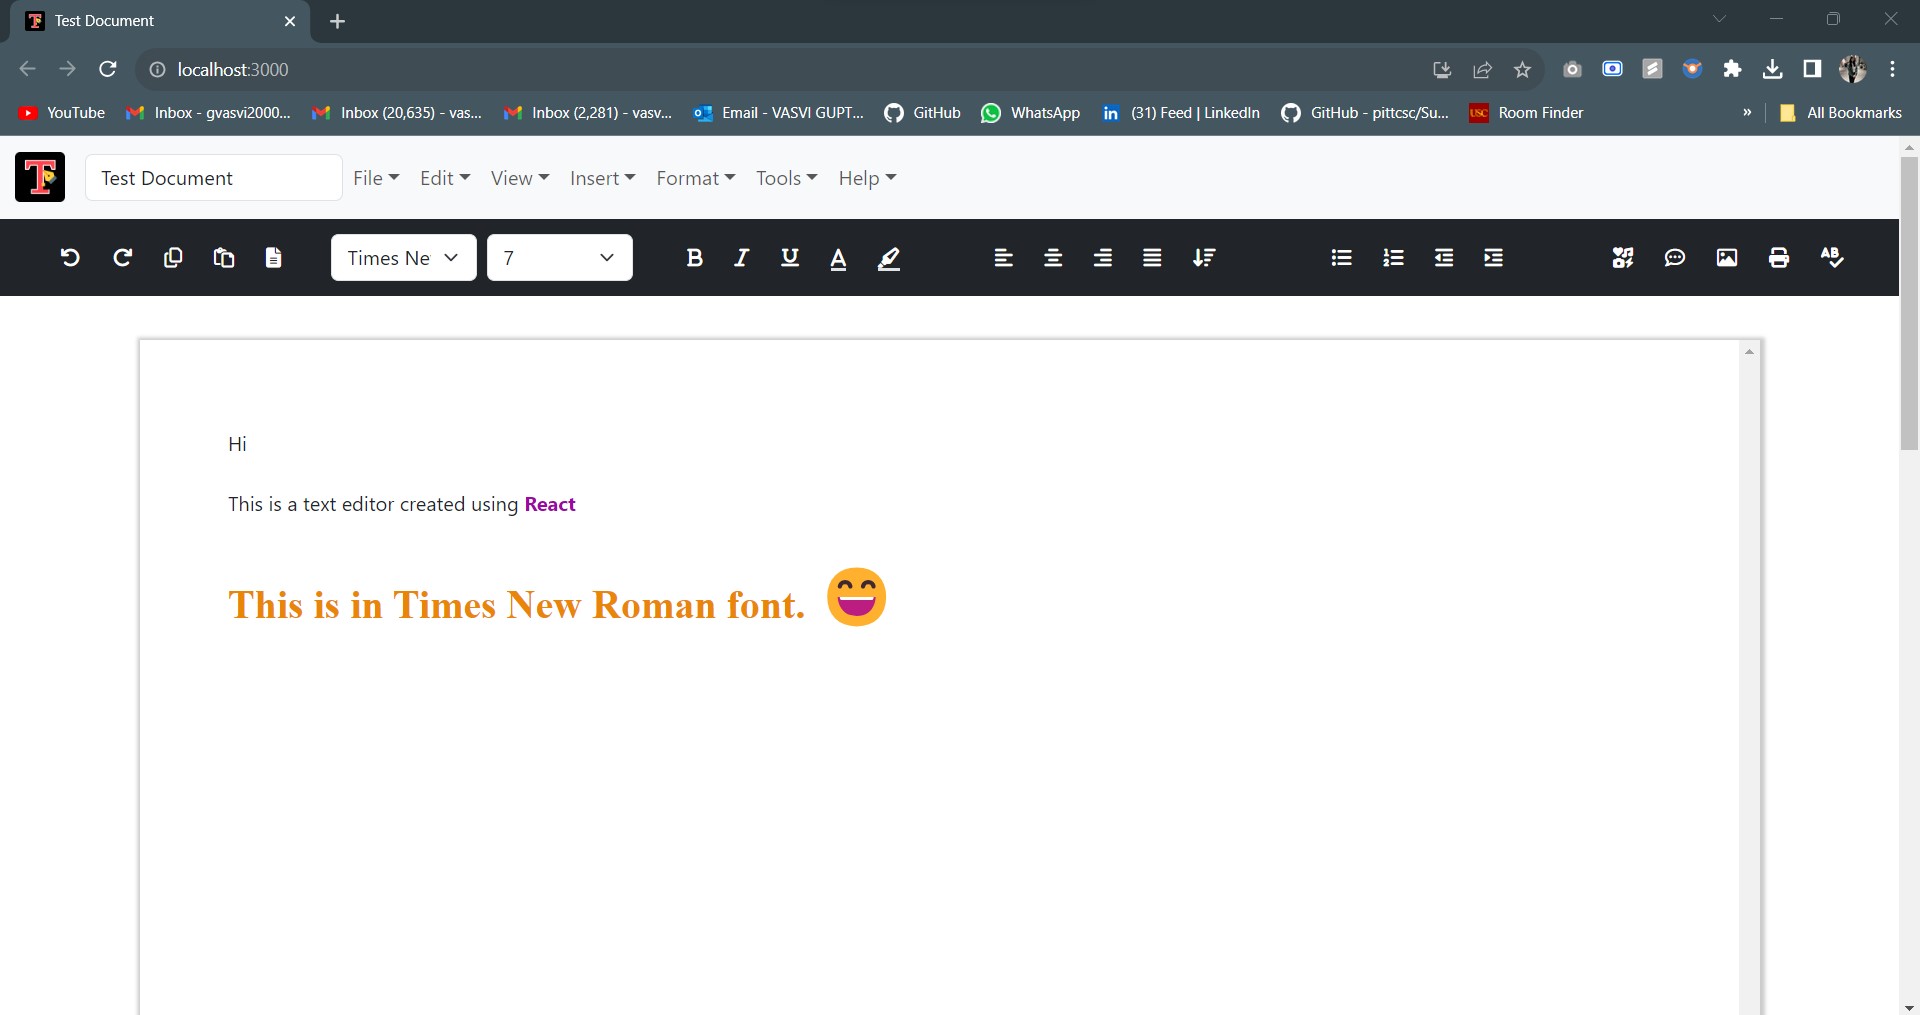 Test Document
localhost:3000
YouTube Inbox - gvasvi2000... Inbox (20,635) - vas... Inbox (2,281) - vasv... Email - VASVI GUPT... GitHub WhatsApp (31) Feed | LinkedIn GitHub - pittcsc/Su... Room Finder » All Bookmarks
Test Document File Edit View Insert Format Tools Help
Times Ne 7
Hi
This is a text editor created using React
This is in Times New Roman font. 😄